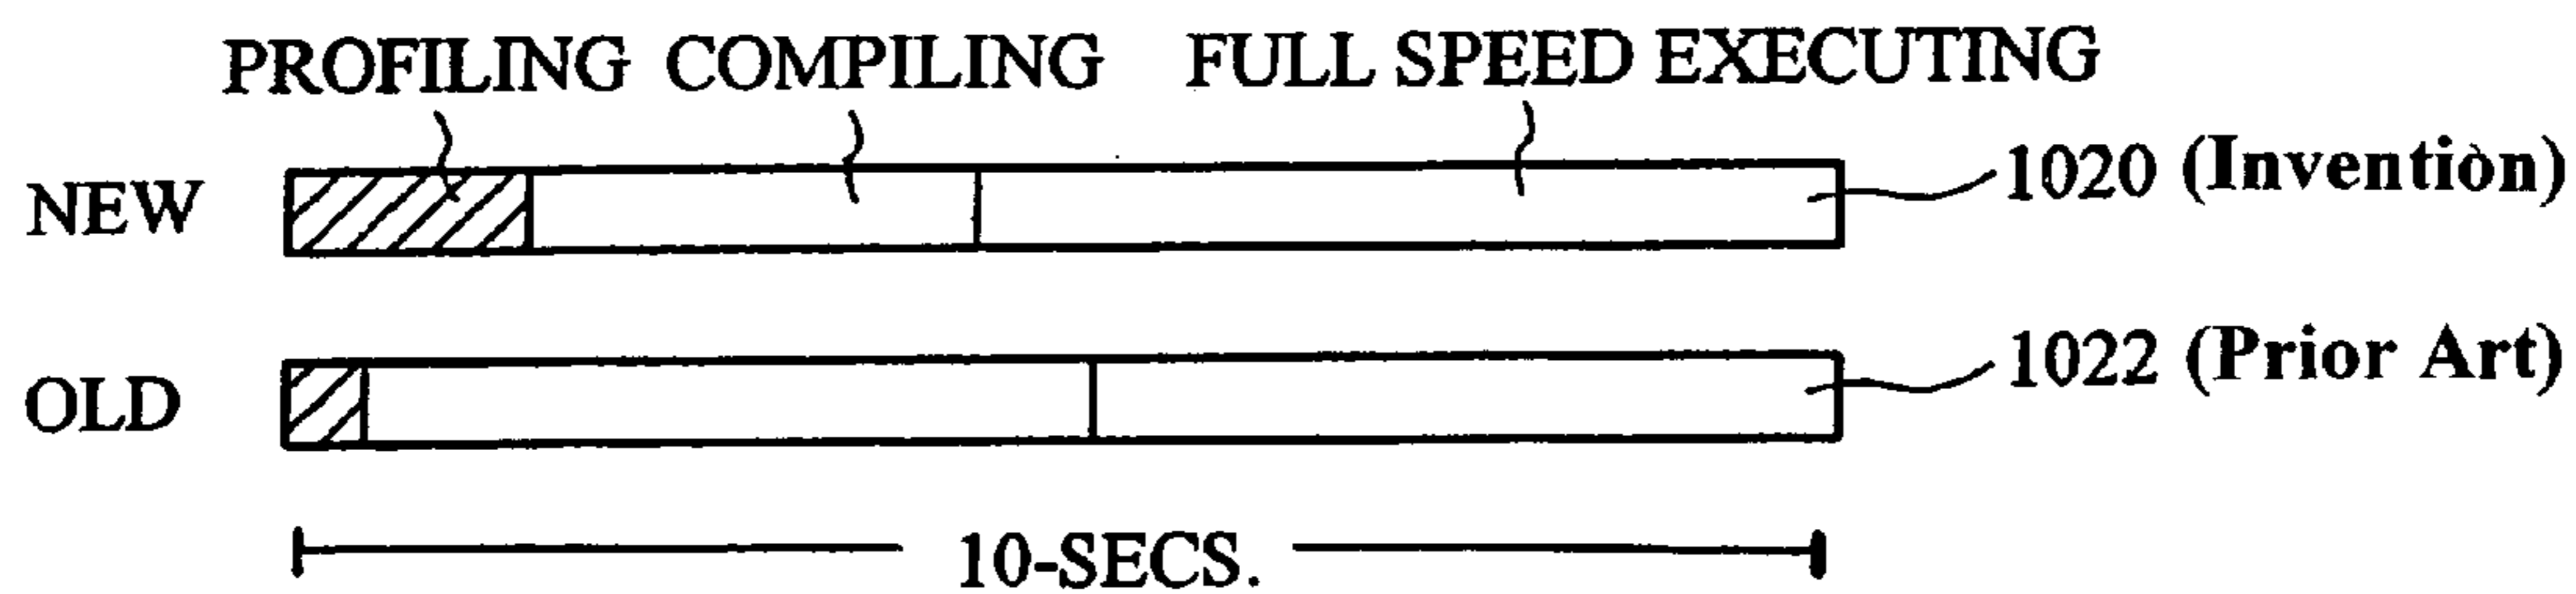 PROFILING COMPILING FULL SPEED EXECUTING
NEW 1020 (Invention)
OLD 1022 (Prior Art)
10-SECS.